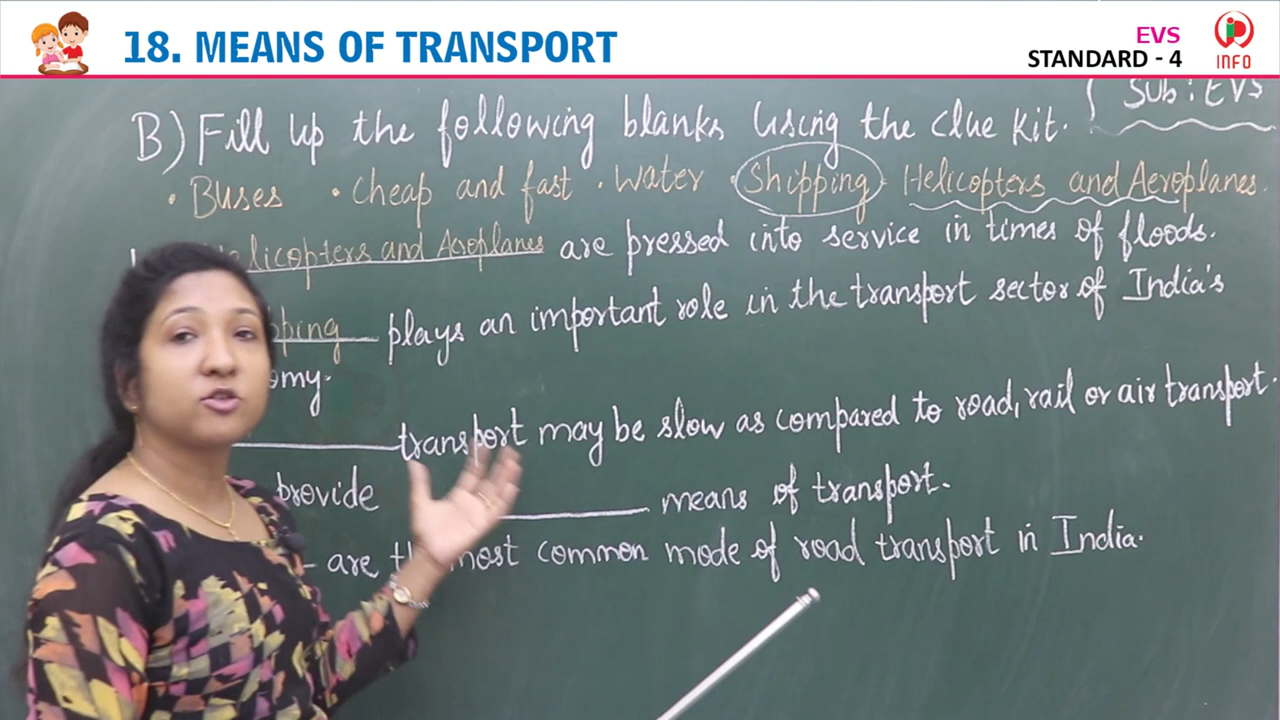 18. MEANS OF TRANSPORT
EVS
STANDARD - 4
INFO
Sub: EVS
B) Fill up the following blanks using the clue kit.
• Buses • Cheap and fast • Water • Shipping • Helicopters and Aeroplanes.
licopters and Aeroplanes are pressed into service in times of floods.
pping plays an important role in the transport sector of India's
omy.
transport may be slow as compared to road, rail or air transport.
provide means of transport.
are most common mode of road transport in India.